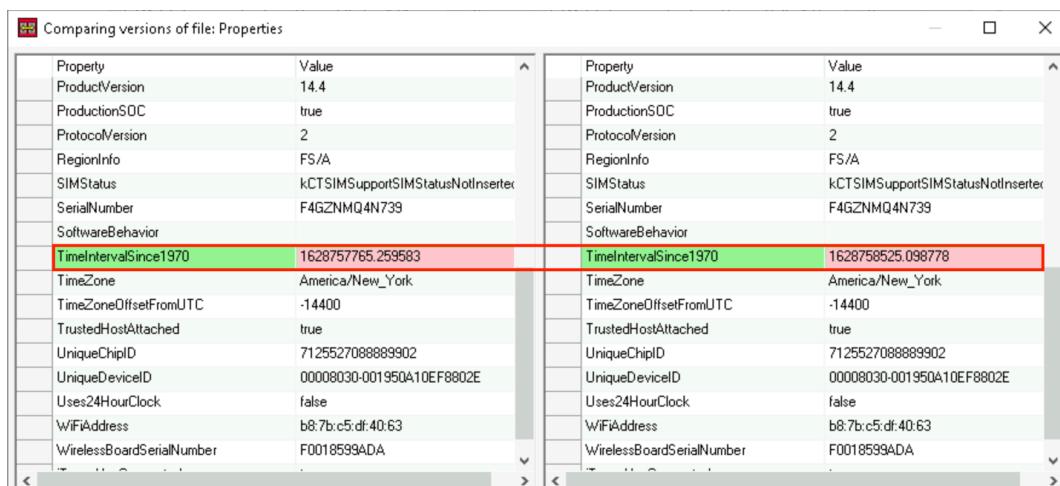 Comparing versions of file: Properties
Property Value Property Value
ProductVersion 14.4 ProductVersion 14.4
ProductionSOC true ProductionSOC true
ProtocolVersion 2 ProtocolVersion 2
RegionInfo FS/A RegionInfo FS/A
SIMStatus kCTSIMSupportSIMStatusNotInserted SIMStatus kCTSIMSupportSIMStatusNotInserted
SerialNumber F4GZNMQ4N739 SerialNumber F4GZNMQ4N739
SoftwareBehavior SoftwareBehavior
TimeIntervalSince1970 1628757765.259583 TimeIntervalSince1970 1628758525.098778
TimeZone America/New_York TimeZone America/New_York
TimeZoneOffsetFromUTC -14400 TimeZoneOffsetFromUTC -14400
TrustedHostAttached true TrustedHostAttached true
UniqueChipID 7125527088889902 UniqueChipID 7125527088889902
UniqueDeviceID 00008030-001950A10EF8802E UniqueDeviceID 00008030-001950A10EF8802E
Uses24HourClock false Uses24HourClock false
WiFiAddress b8:7b:c5:df:40:63 WiFiAddress b8:7b:c5:df:40:63
WirelessBoardSerialNumber F0018599ADA WirelessBoardSerialNumber F0018599ADA